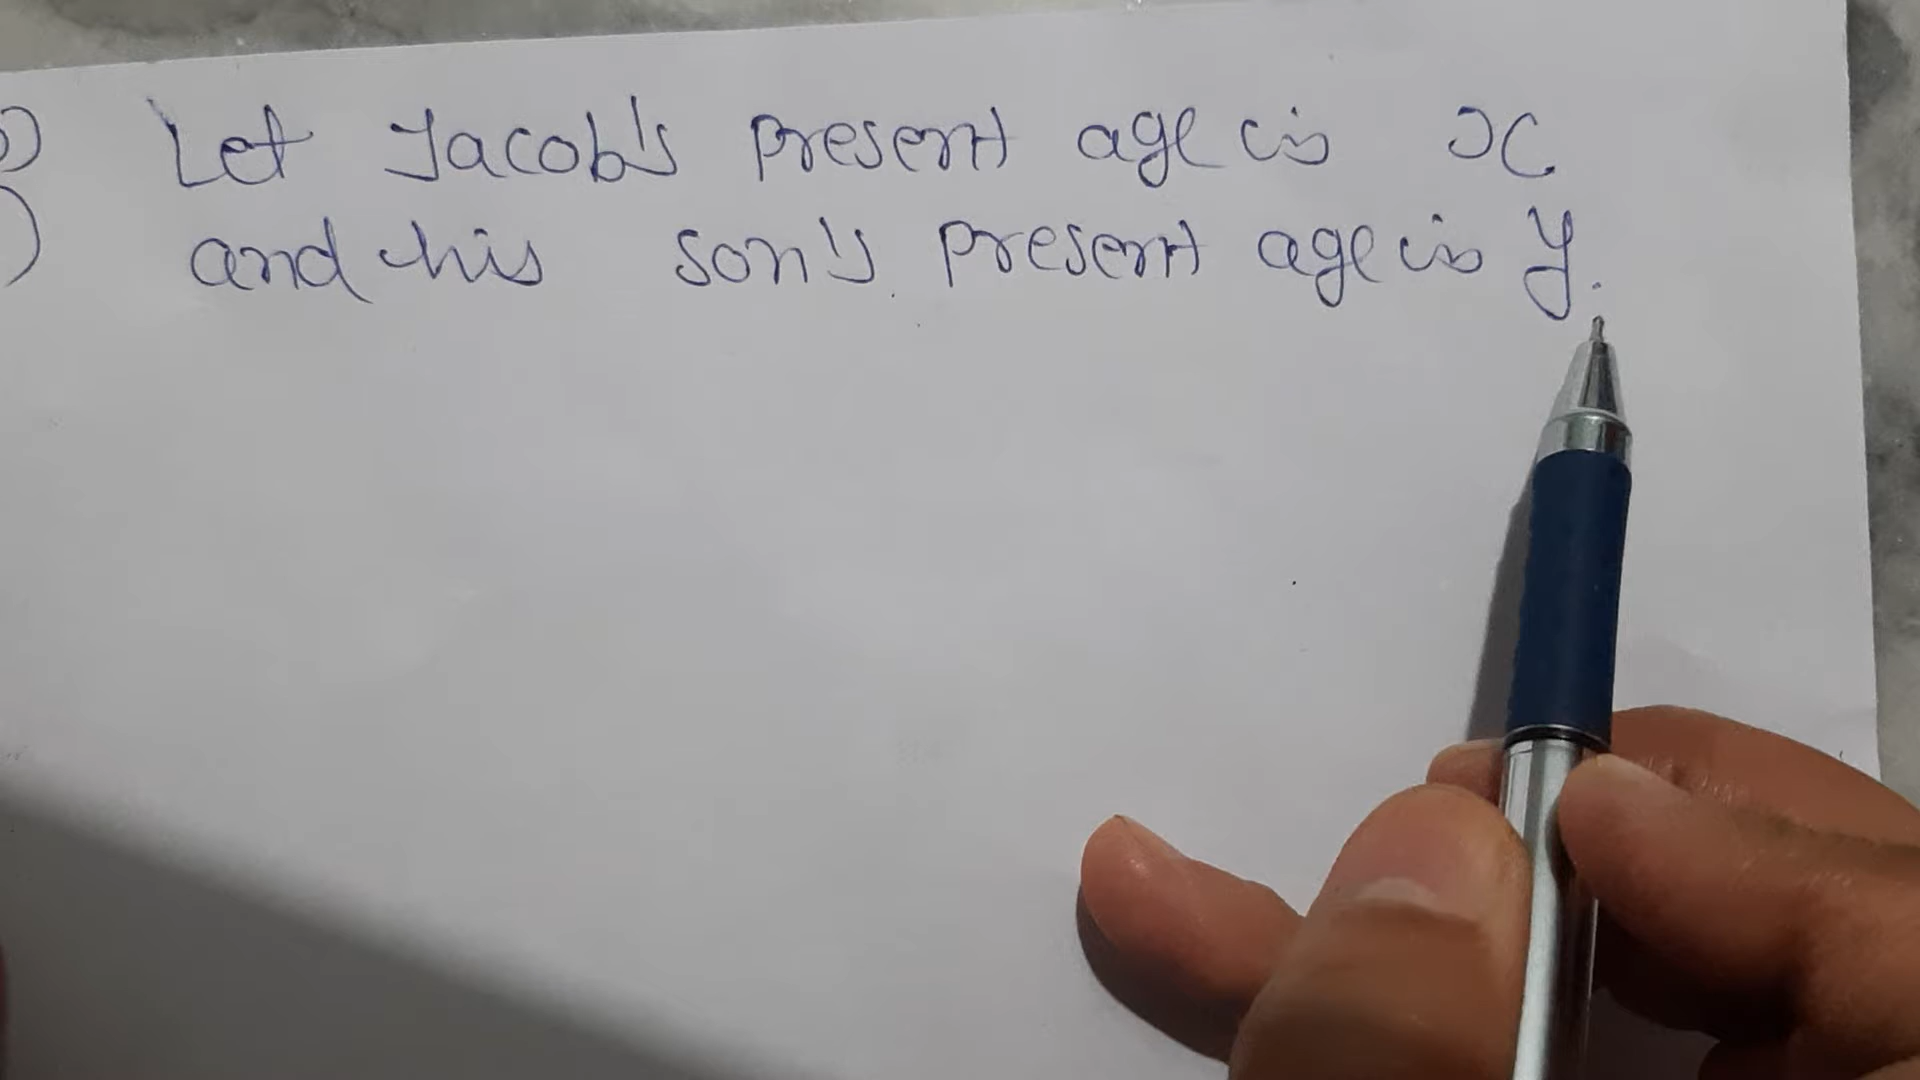 Let Jacob's present age is x
and his son's present age is y.